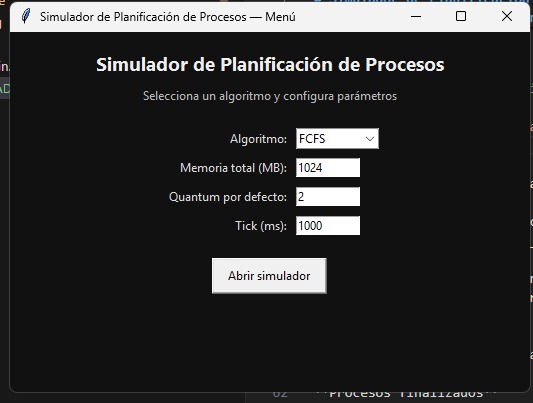 Simulador de Planificación de Procesos — Menú
Simulador de Planificación de Procesos
Selecciona un algoritmo y configura parámetros
Algoritmo: FCFS
Memoria total (MB): 1024
Quantum por defecto: 2
Tick (ms): 1000
Abrir simulador
62 **Procesos finalizados**